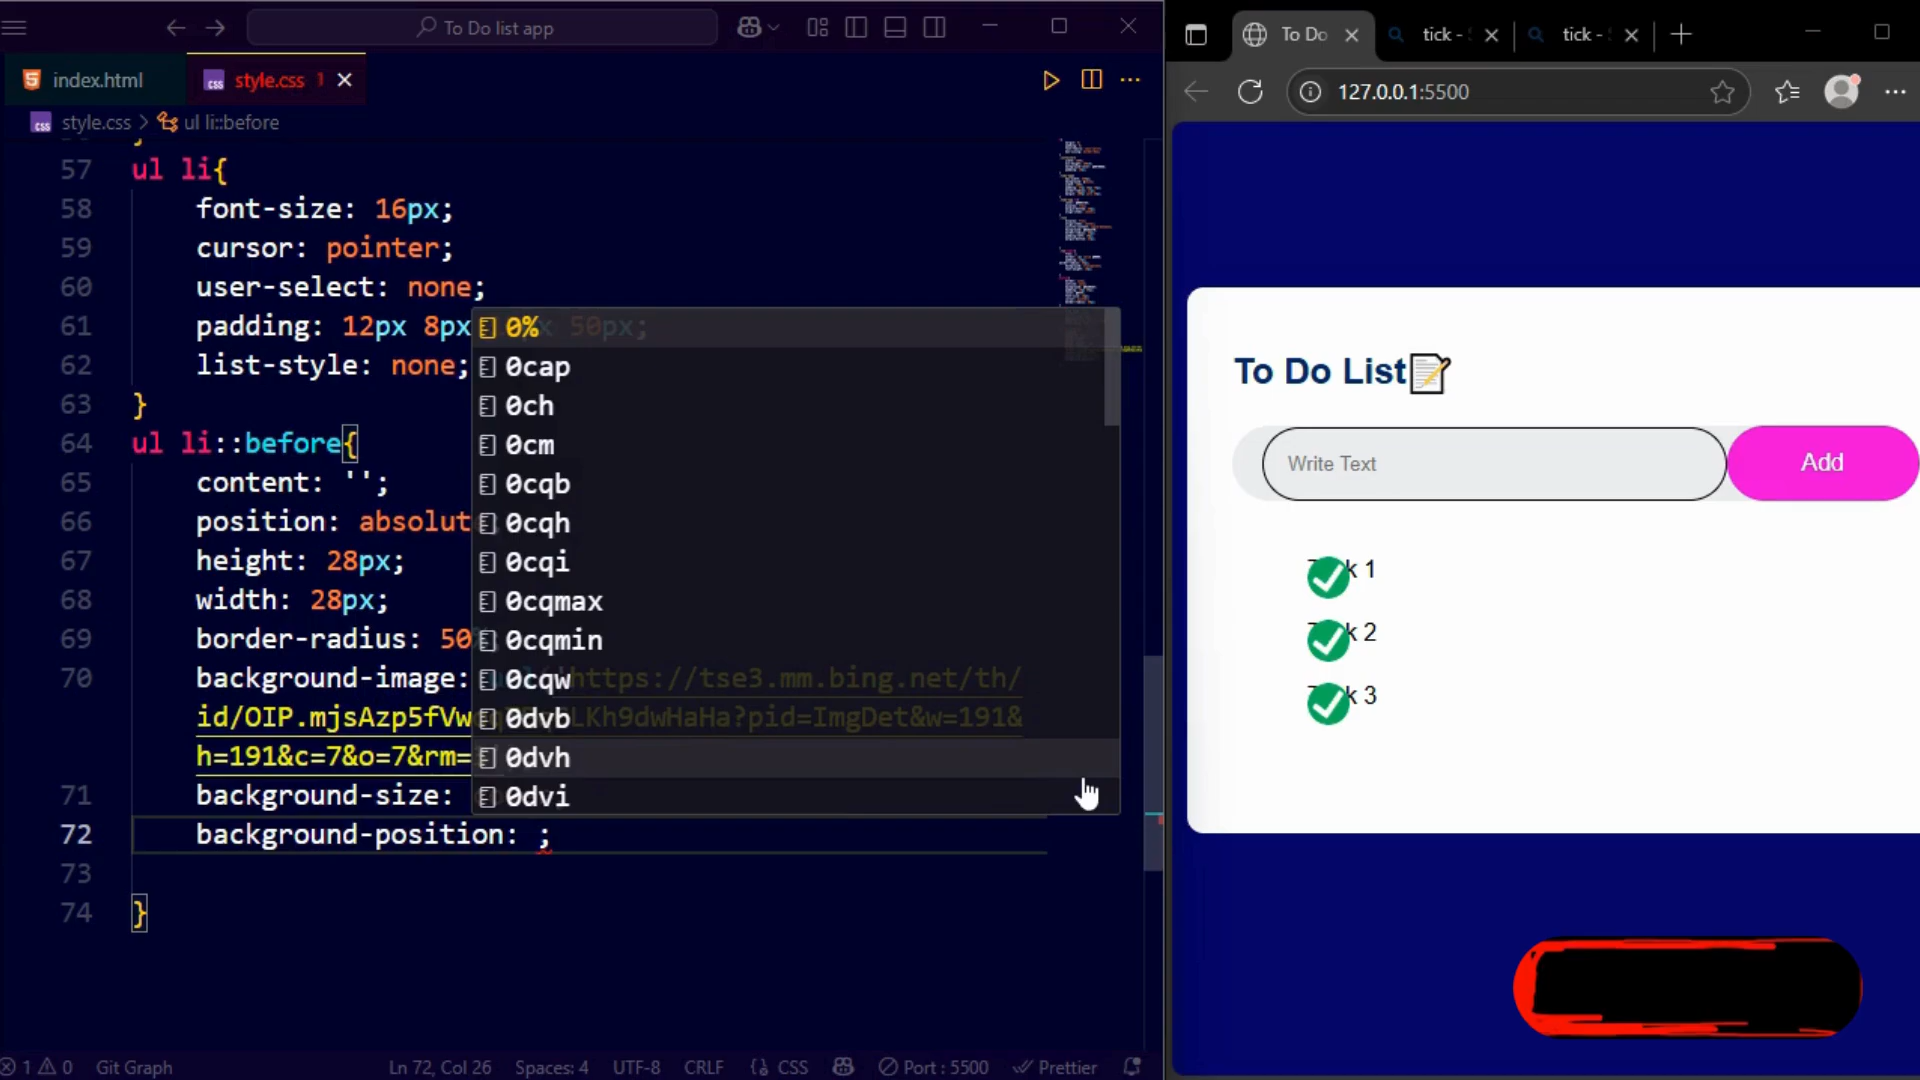 To Do list app
index.html
style.css 1
style.css > ul li::before
57 ul li{
58 font-size: 16px;
59 cursor: pointer;
60 user-select: none;
61 padding: 12px 8px 50px;
62 list-style: none;
63 }
64 ul li::before{
65 content: '';
66 position: absolut
67 height: 28px;
68 width: 28px;
69 border-radius: 50
70 background-image: https://tse3.mm.bing.net/th/
id/OIP.mjsAzp5fVw LKh9dwHaHa?pid=ImgDet&w=191&
h=191&c=7&o=7&rm=
71 background-size:
72 background-position: ;
73
74 }
0%
0cap
0ch
0cm
0cqb
0cqh
0cqi
0cqmax
0cqmin
0cqw
0dvb
0dvh
0dvi
1 0 Git Graph Ln 72, Col 26 Spaces: 4 UTF-8 CRLF {} CSS Port : 5500 Prettier
To Do
tick -
tick -
127.0.0.1:5500
To Do List
Write Text
Add
k 1
k 2
k 3